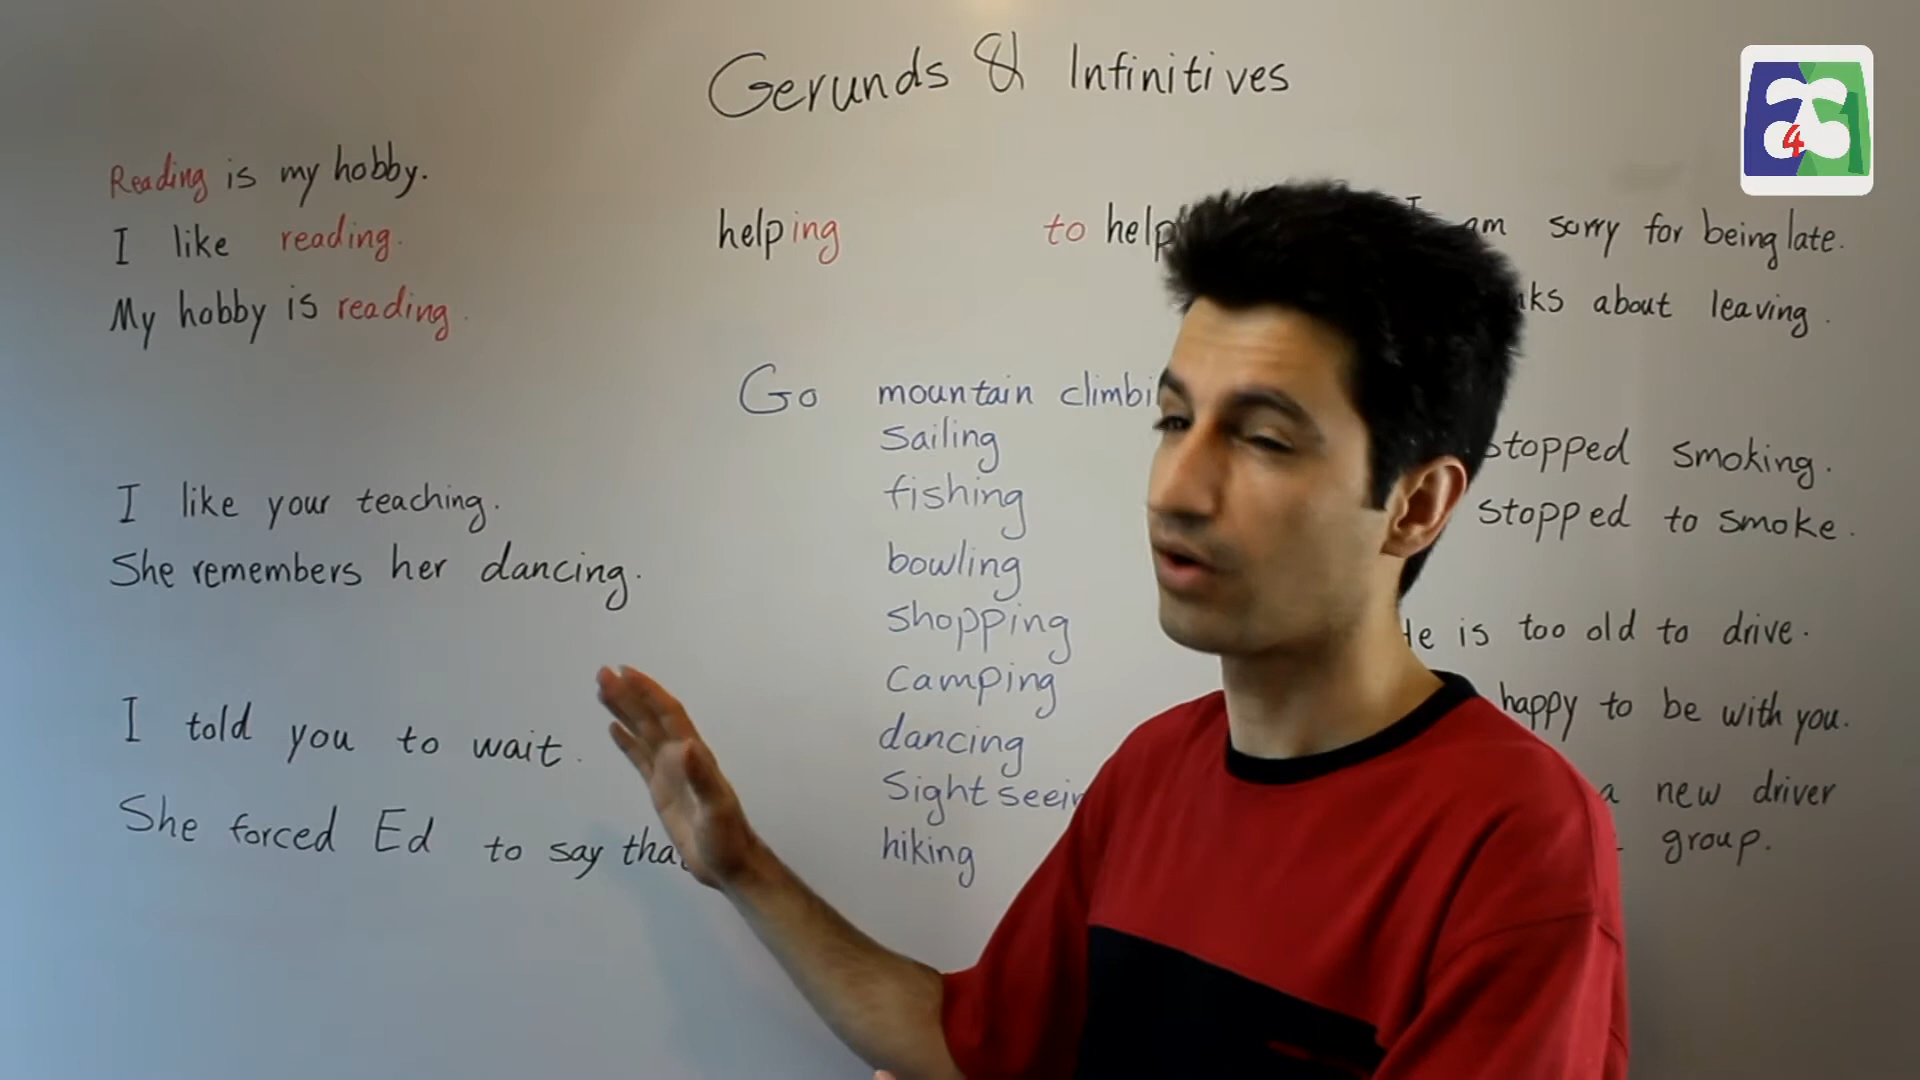 Gerunds & Infinitives
4
Reading is my hobby.
I like reading.
My hobby is reading.
I like your teaching.
She remembers her dancing.
I told you to wait.
She forced Ed to say
helping
to help
Go mountain
sailing
fishing
bowling
shopping
camping
dancing
hiking
sorry for being late.
about leaving.
stopped smoking.
stopped to smoke.
is too old to drive.
happy to be with you.
a new driver
group.